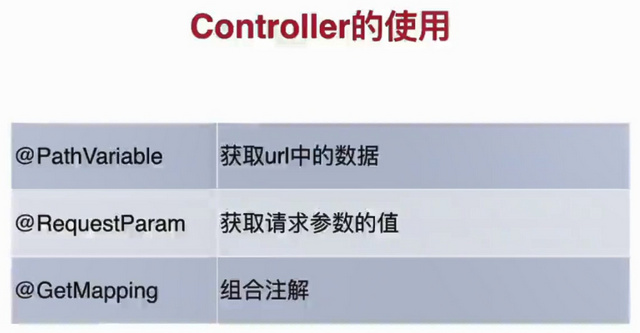 Controller的使用
@PathVariable 获取url中的数据
@RequestParam 获取请求参数的值
@GetMapping 组合注解